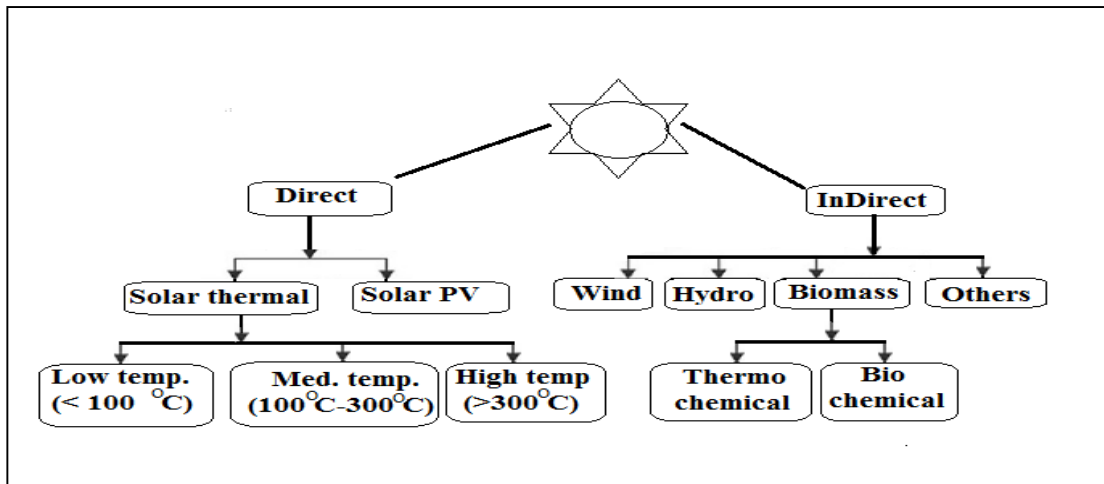 Direct
InDirect
Solar thermal
Solar PV
Wind
Hydro
Biomass
Others
Low temp.
(< 100 °C)
Med. temp.
(100°C-300°C)
High temp
(>300°C)
Thermo
chemical
Bio
chemical